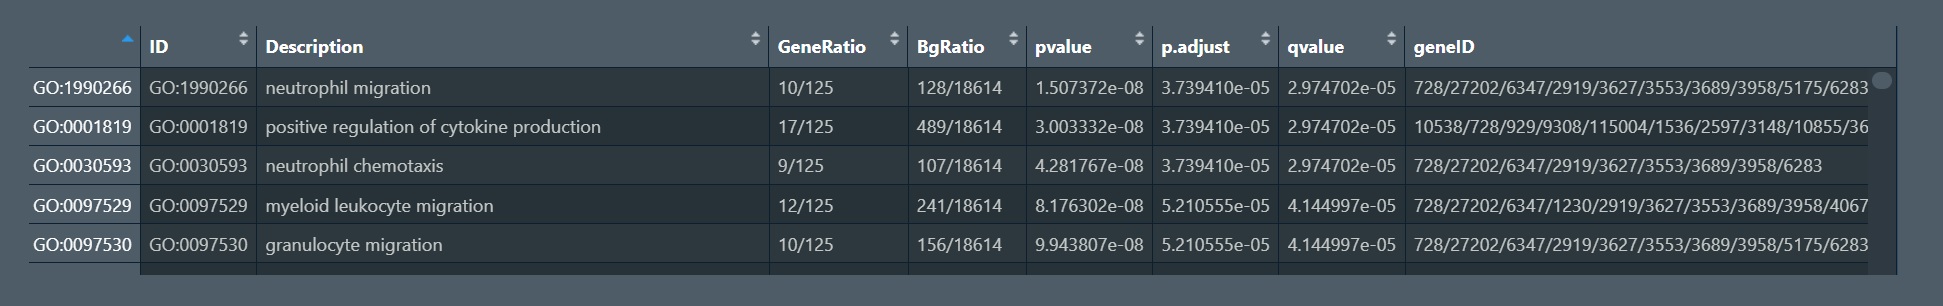 ID Description GeneRatio BgRatio pvalue p.adjust qvalue geneID
GO:1990266 GO:1990266 neutrophil migration 10/125 128/18614 1.507372e-08 3.739410e-05 2.974702e-05 728/27202/6347/2919/3627/3553/3689/3958/5175/6283
GO:0001819 GO:0001819 positive regulation of cytokine production 17/125 489/18614 3.003332e-08 3.739410e-05 2.974702e-05 10538/728/929/9308/115004/1536/2597/3148/10855/36
GO:0030593 GO:0030593 neutrophil chemotaxis 9/125 107/18614 4.281767e-08 3.739410e-05 2.974702e-05 728/27202/6347/2919/3627/3553/3689/3958/6283
GO:0097529 GO:0097529 myeloid leukocyte migration 12/125 241/18614 8.176302e-08 5.210555e-05 4.144997e-05 728/27202/6347/1230/2919/3627/3553/3689/3958/4067
GO:0097530 GO:0097530 granulocyte migration 10/125 156/18614 9.943807e-08 5.210555e-05 4.144997e-05 728/27202/6347/2919/3627/3553/3689/3958/5175/6283